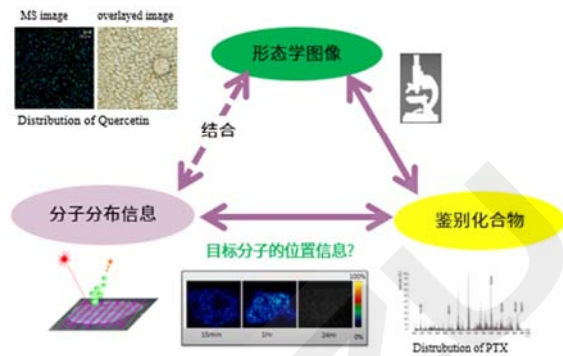 MS image overlayed image
形态学图像
Distribution of Quercetin
结合
分子分布信息
鉴别化合物
目标分子的位置信息?
100%
15min 1hr 24hr
0%
Distrubution of PTX